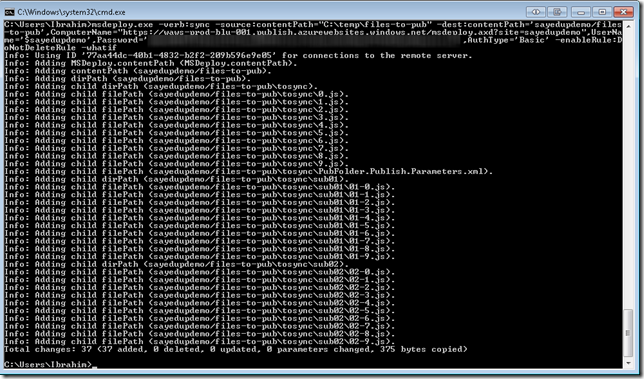 C:\Windows\system32\cmd.exe
C:\Users\Ibrahim>msdeploy.exe -verb:sync -source:contentPath="C:\temp\files-to-pub" -dest:contentPath='sayedupdemo/files
-to-pub',ComputerName="https://waws-prod-blu-001.publish.azurewebsites.windows.net/msdeploy.axd?site=sayedupdemo",UserNa
me='$sayedupdemo',Password=' ,AuthType='Basic' -enableRule:D
oNotDeleteRule -whatif
Info: Using ID '77aa4ddc-40b1-4832-b2f2-209b596e9e05' for connections to the remote server.
Info: Adding MSDeploy.contentPath (MSDeploy.contentPath).
Info: Adding contentPath (sayedupdemo/files-to-pub).
Info: Adding dirPath (sayedupdemo/files-to-pub).
Info: Adding child dirPath (sayedupdemo/files-to-pub\tosync).
Info: Adding child filePath (sayedupdemo/files-to-pub\tosync\0.js).
Info: Adding child filePath (sayedupdemo/files-to-pub\tosync\1.js).
Info: Adding child filePath (sayedupdemo/files-to-pub\tosync\2.js).
Info: Adding child filePath (sayedupdemo/files-to-pub\tosync\3.js).
Info: Adding child filePath (sayedupdemo/files-to-pub\tosync\4.js).
Info: Adding child filePath (sayedupdemo/files-to-pub\tosync\5.js).
Info: Adding child filePath (sayedupdemo/files-to-pub\tosync\6.js).
Info: Adding child filePath (sayedupdemo/files-to-pub\tosync\7.js).
Info: Adding child filePath (sayedupdemo/files-to-pub\tosync\8.js).
Info: Adding child filePath (sayedupdemo/files-to-pub\tosync\9.js).
Info: Adding child filePath (sayedupdemo/files-to-pub\tosync\PubFolder.Publish.Parameters.xml).
Info: Adding child dirPath (sayedupdemo/files-to-pub\tosync\sub01).
Info: Adding child filePath (sayedupdemo/files-to-pub\tosync\sub01\01-0.js).
Info: Adding child filePath (sayedupdemo/files-to-pub\tosync\sub01\01-1.js).
Info: Adding child filePath (sayedupdemo/files-to-pub\tosync\sub01\01-2.js).
Info: Adding child filePath (sayedupdemo/files-to-pub\tosync\sub01\01-3.js).
Info: Adding child filePath (sayedupdemo/files-to-pub\tosync\sub01\01-4.js).
Info: Adding child filePath (sayedupdemo/files-to-pub\tosync\sub01\01-5.js).
Info: Adding child filePath (sayedupdemo/files-to-pub\tosync\sub01\01-6.js).
Info: Adding child filePath (sayedupdemo/files-to-pub\tosync\sub01\01-7.js).
Info: Adding child filePath (sayedupdemo/files-to-pub\tosync\sub01\01-8.js).
Info: Adding child filePath (sayedupdemo/files-to-pub\tosync\sub01\01-9.js).
Info: Adding child dirPath (sayedupdemo/files-to-pub\tosync\sub02).
Info: Adding child filePath (sayedupdemo/files-to-pub\tosync\sub02\02-0.js).
Info: Adding child filePath (sayedupdemo/files-to-pub\tosync\sub02\02-1.js).
Info: Adding child filePath (sayedupdemo/files-to-pub\tosync\sub02\02-2.js).
Info: Adding child filePath (sayedupdemo/files-to-pub\tosync\sub02\02-3.js).
Info: Adding child filePath (sayedupdemo/files-to-pub\tosync\sub02\02-4.js).
Info: Adding child filePath (sayedupdemo/files-to-pub\tosync\sub02\02-5.js).
Info: Adding child filePath (sayedupdemo/files-to-pub\tosync\sub02\02-6.js).
Info: Adding child filePath (sayedupdemo/files-to-pub\tosync\sub02\02-7.js).
Info: Adding child filePath (sayedupdemo/files-to-pub\tosync\sub02\02-8.js).
Info: Adding child filePath (sayedupdemo/files-to-pub\tosync\sub02\02-9.js).
Total changes: 37 (37 added, 0 deleted, 0 updated, 0 parameters changed, 375 bytes copied)
C:\Users\Ibrahim>_